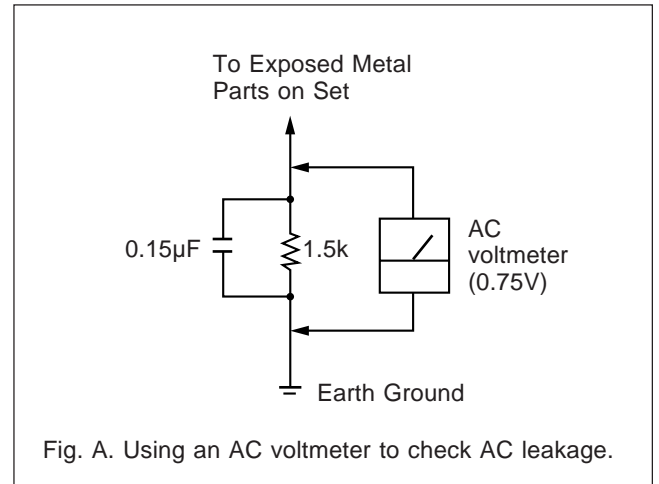 To Exposed Metal
Parts on Set
0.15µF
1.5k
AC
voltmeter
(0.75V)
Earth Ground
Fig. A. Using an AC voltmeter to check AC leakage.